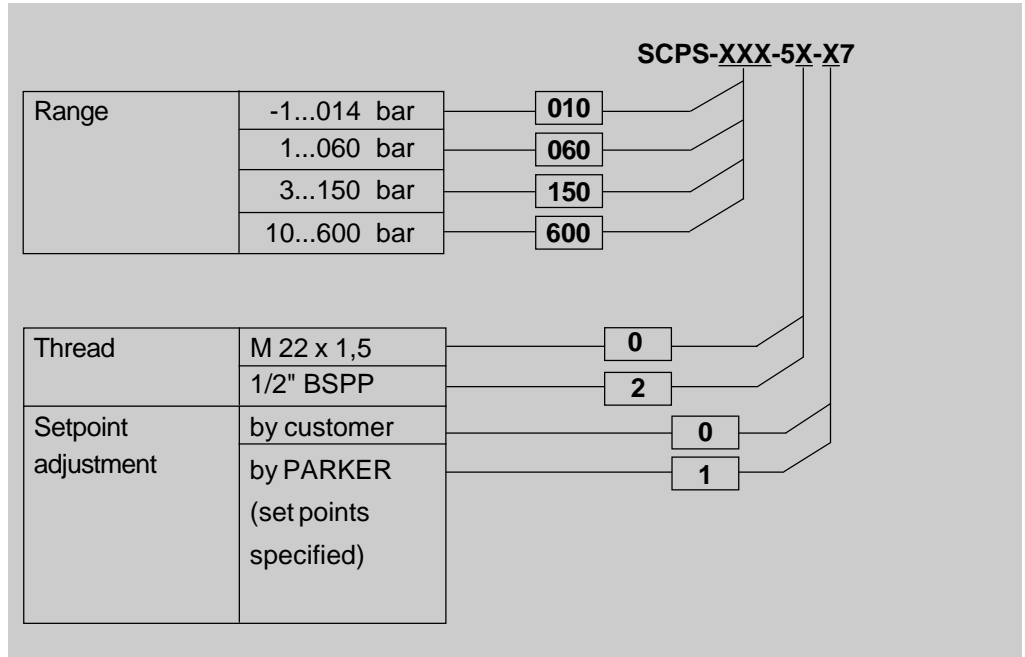 SCPS-XXX-5X-X7
Range -1...014 bar 010
1...060 bar 060
3...150 bar 150
10...600 bar 600
Thread M 22 x 1,5 0
1/2" BSPP 2
Setpoint by customer 0
adjustment by PARKER 1
(set points
specified)